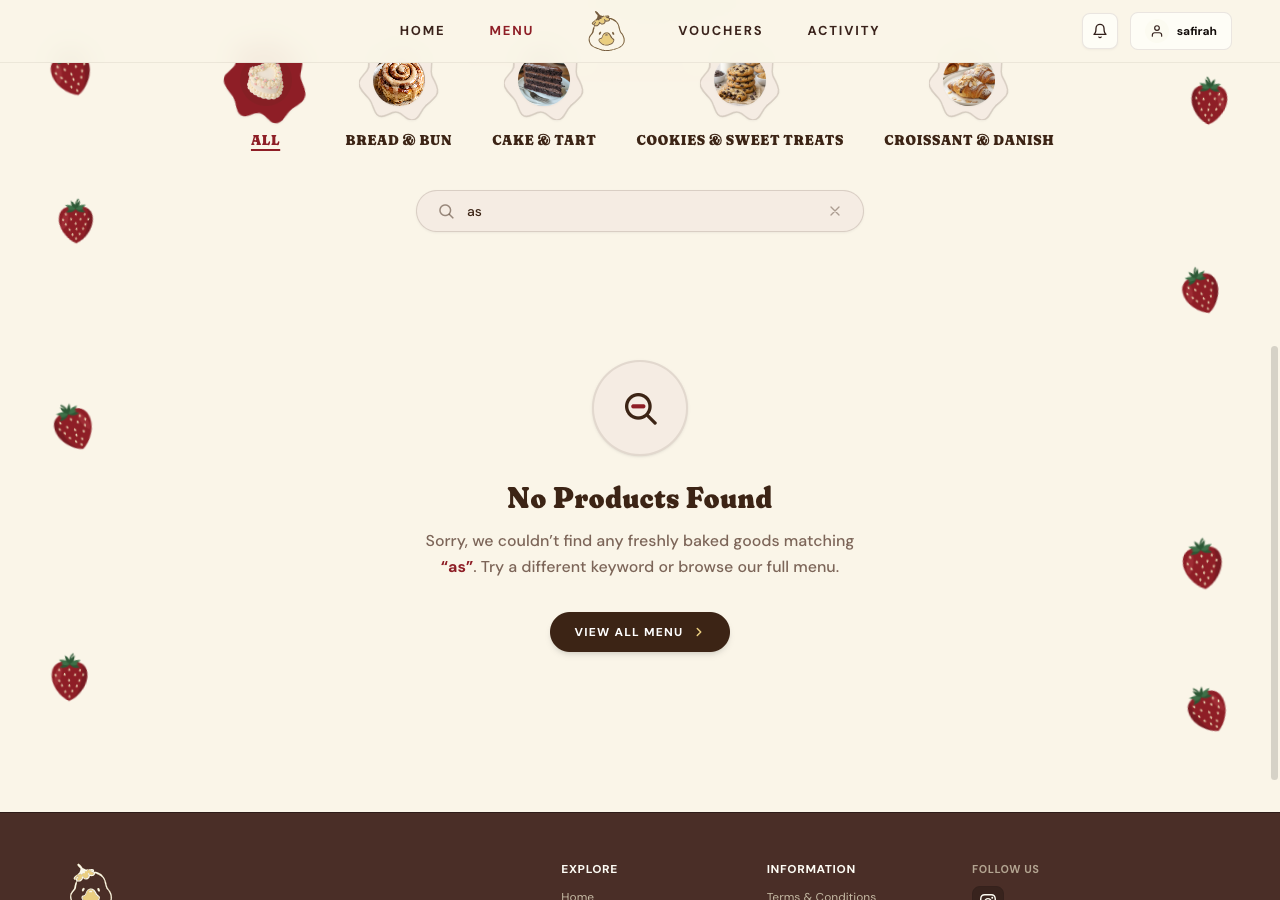 HOME
MENU
VOUCHERS
ACTIVITY
safirah
ALL
BREAD & BUN
CAKE & TART
COOKIES & SWEET TREATS
CROISSANT & DANISH
as
No Products Found
Sorry, we couldn’t find any freshly baked goods matching
“as”. Try a different keyword or browse our full menu.
VIEW ALL MENU
EXPLORE
INFORMATION
FOLLOW US
Home
Terms & Conditions